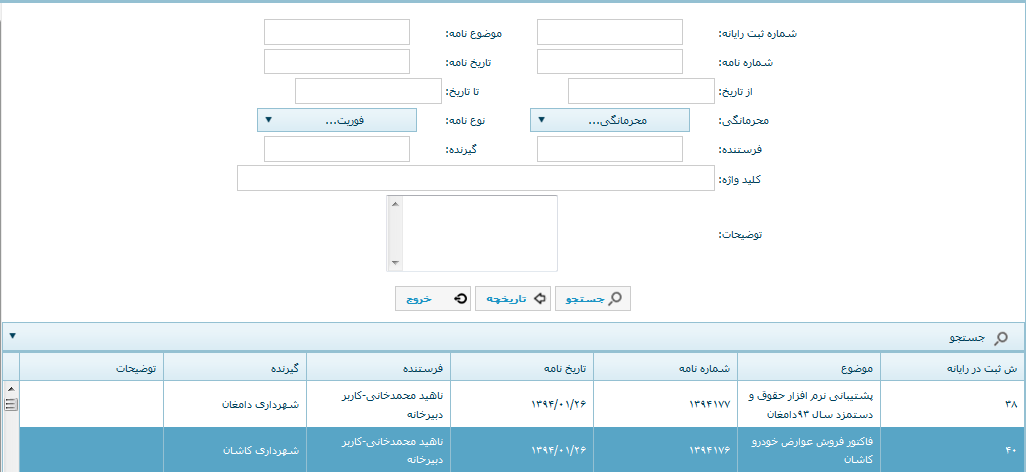 شماره ثبت رایانه: موضوع نامه:
شماره نامه: تاریخ نامه:
از تاریخ: تا تاریخ:
محرمانگی: محرمانگی... نوع نامه: فوریت...
فرستنده: گیرنده:
کلید واژه:
توضیحات:
جستجو تاریخچه خروج
جستجو
ش ثبت در رایانه موضوع شماره نامه تاریخ نامه فرستنده گیرنده توضیحات
۳۸ پشتیبانی نرم افزار حقوق و دستمزد سال ۹۳دامغان ۱۳۹۴۱۷۷ ۱۳۹۴/۰۱/۲۶ ناهید محمدخانی-کاربر دبیرخانه شهرداری دامغان
۴۰ فاکتور فروش عوارض خودرو کاشان ۱۳۹۴۱۷۶ ۱۳۹۴/۰۱/۲۶ ناهید محمدخانی-کاربر دبیرخانه شهرداری کاشان